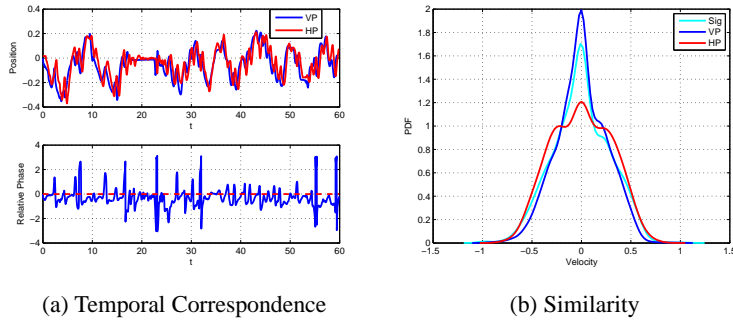 0.4
0.2
0
−0.2
−0.4
Position
VP
HP
0 10 20 30 40 50 60
t
4
2
0
−2
−4
Relative Phase
0 10 20 30 40 50 60
t
(a) Temporal Correspondence
2
1.8
1.6
1.4
1.2
1
0.8
0.6
0.4
0.2
0
PDF
Sig
VP
HP
−1.5 −1 −0.5 0 0.5 1 1.5
Velocity
(b) Similarity